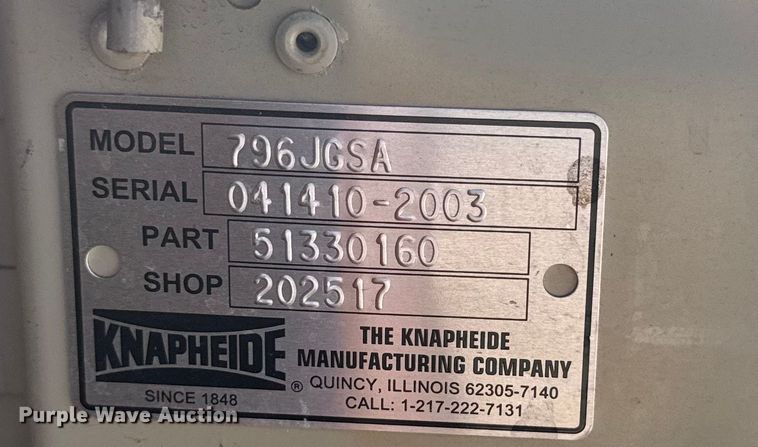 MODEL 796JGSA
SERIAL 041410-2003
PART 51330160
SHOP 202517
KNAPHEIDE ®
SINCE 1848
THE KNAPHEIDE
MANUFACTURING COMPANY
QUINCY, ILLINOIS 62305-7140
CALL: 1-217-222-7131
Purple Wave Auction